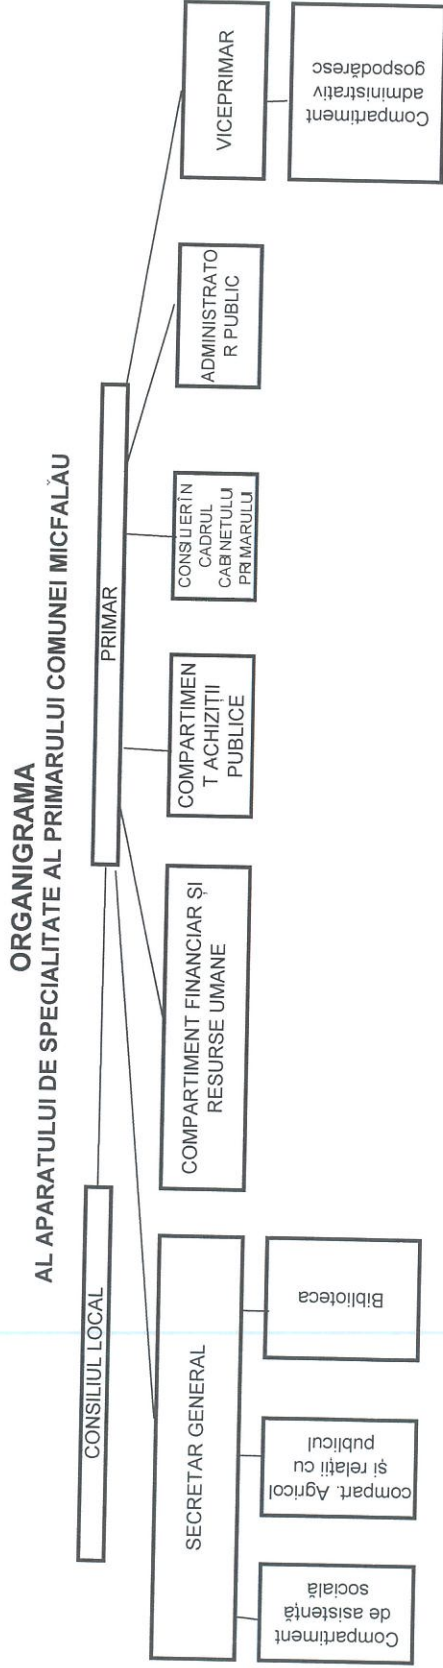 ORGANIGRAMA
AL APARATULUI DE SPECIALITATE AL PRIMARULUI COMUNEI MICFALĂU
CONSILIUL LOCAL
PRIMAR
SECRETAR GENERAL
COMPARTIMENT FINANCIAR ȘI
RESURSE UMANE
COMPARTIMEN
T ACHIZIȚII
PUBLICE
CONSILIER ÎN
CADRUL
CABINETULUI
PRIMARULUI
ADMINISTRATO
R PUBLIC
VICEPRIMAR
Compartiment
de asistență
socială
compart. Agricol
și relații cu
publicul
Biblioteca
Compartiment
administrativ
gospodăresc